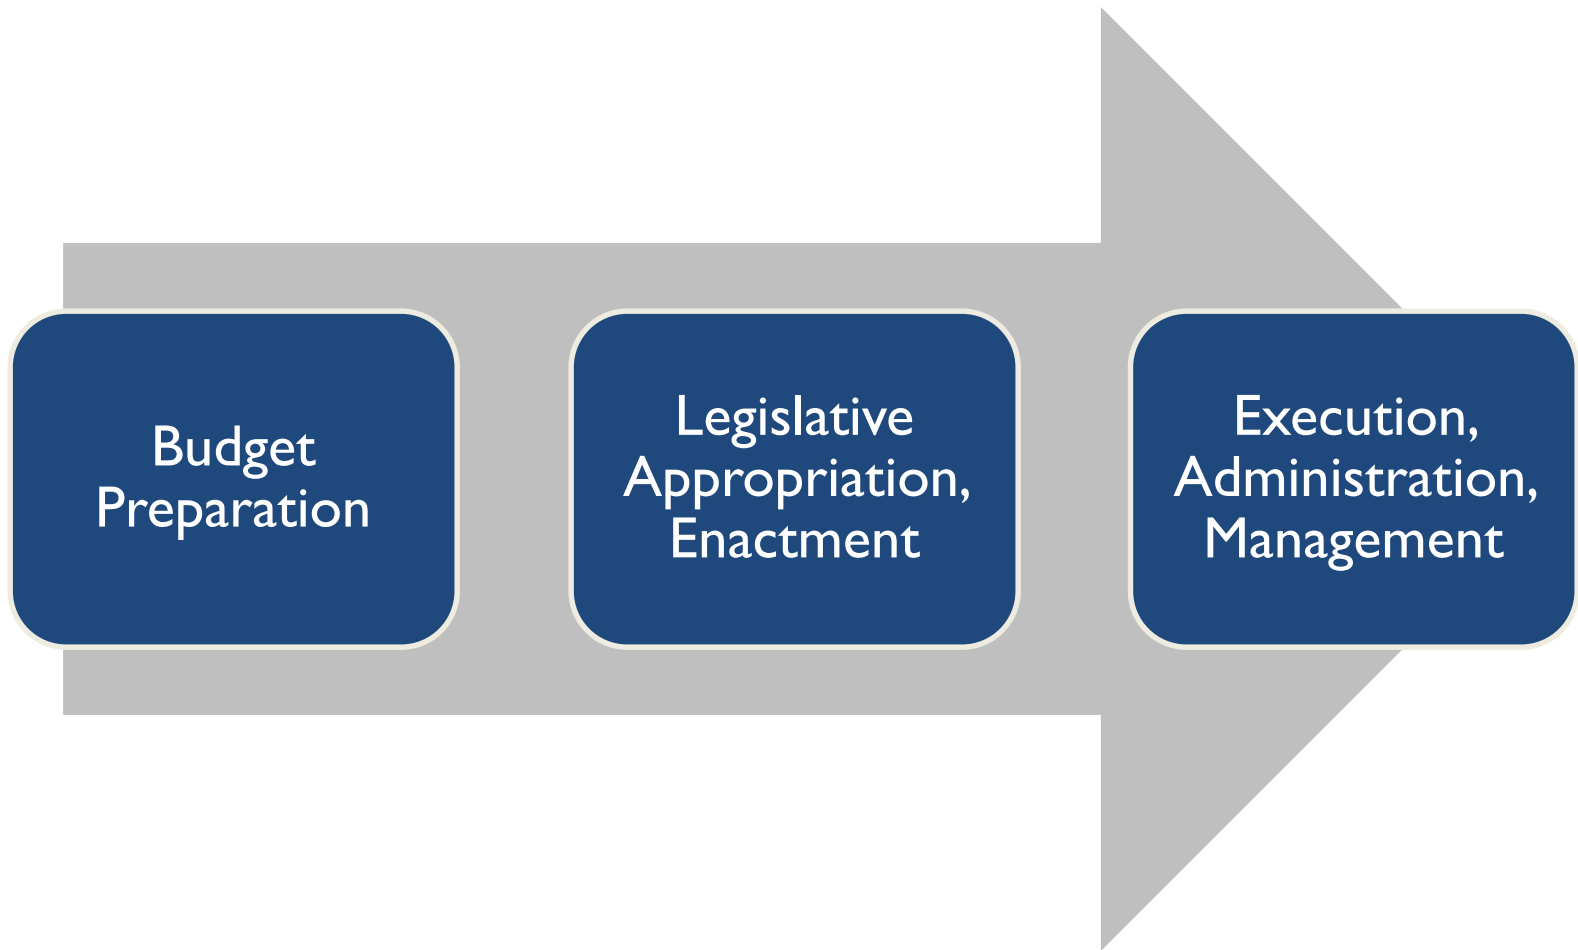 Budget
Preparation
Legislative
Appropriation,
Enactment
Execution,
Administration,
Management